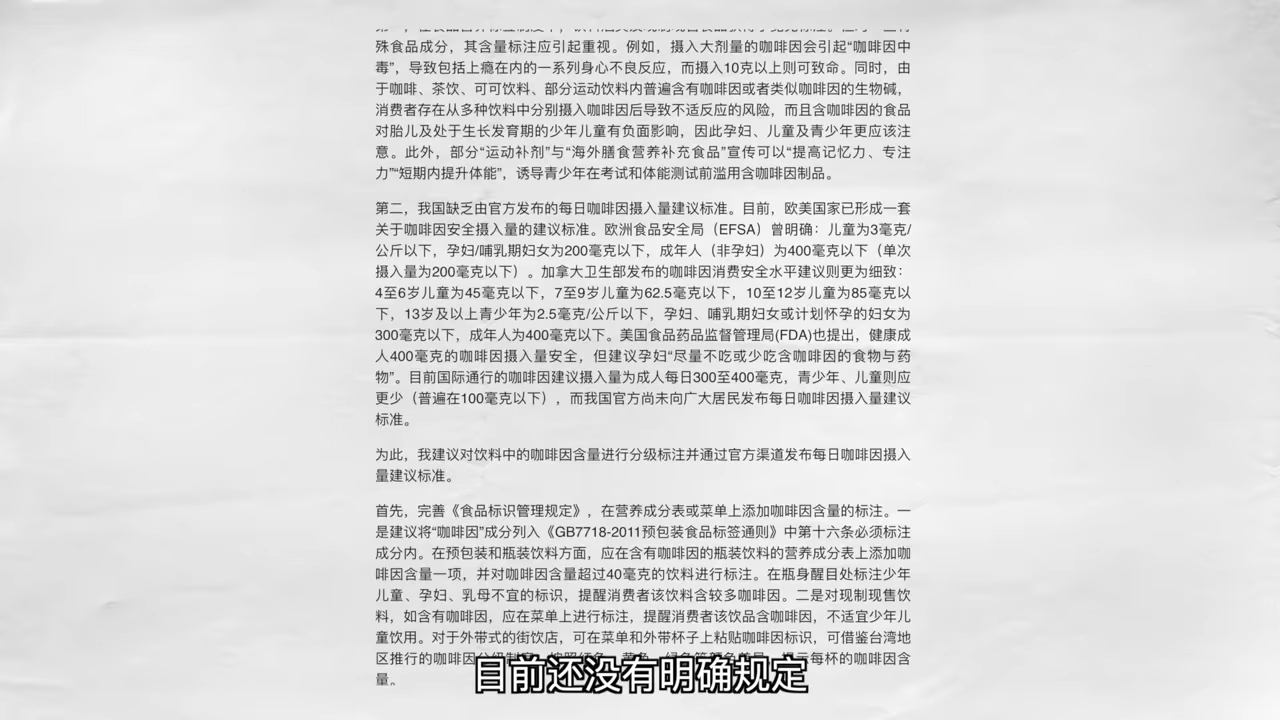 殊食品成分，其含量标注应引起重视。例如，摄入大剂量的咖啡因会引起“咖啡因中
毒”，导致包括上瘾在内的一系列身心不良反应，而摄入10克以上则可致命。同时，由
于咖啡、茶饮、可可饮料、部分运动饮料内普遍含有咖啡因或者类似咖啡因的生物碱，
消费者存在从多种饮料中分别摄入咖啡因后导致不适反应的风险，而且含咖啡因的食品
对胎儿及处于生长发育期的少年儿童有负面影响，因此孕妇、儿童及青少年更应该注
意。此外，部分“运动补剂”与“海外膳食营养补充食品”宣传可以“提高记忆力、专注
力”“短期内提升体能”，诱导青少年在考试和体能测试前滥用含咖啡因制品。
第二，我国缺乏由官方发布的每日咖啡因摄入量建议标准。目前，欧美国家已形成一套
关于咖啡因安全摄入量的建议标准。欧洲食品安全局（EFSA）曾明确：儿童为3毫克/
公斤以下，孕妇/哺乳期妇女为200毫克以下，成年人（非孕妇）为400毫克以下（单次
摄入量为200毫克以下）。加拿大卫生部发布的咖啡因消费安全水平建议则更为细致：
4至6岁儿童为45毫克以下，7至9岁儿童为62.5毫克以下，10至12岁儿童为85毫克以
下，13岁及以上青少年为2.5毫克/公斤以下，孕妇、哺乳期妇女或计划怀孕的妇女为
300毫克以下，成年人为400毫克以下。美国食品药品监督管理局(FDA)也提出，健康成
人400毫克的咖啡因摄入量安全，但建议孕妇“尽量不吃或少吃含咖啡因的食物与药
物”。目前国际通行的咖啡因建议摄入量为成人每日300至400毫克，青少年、儿童则应
更少（普遍在100毫克以下），而我国官方尚未向广大居民发布每日咖啡因摄入量建议
标准。
为此，我建议对饮料中的咖啡因含量进行分级标注并通过官方渠道发布每日咖啡因摄入
量建议标准。
首先，完善《食品标识管理规定》，在营养成分表或菜单上添加咖啡因含量的标注。一
是建议将“咖啡因”成分列入《GB7718-2011预包装食品标签通则》中第十六条必须标注
成分内。在预包装和瓶装饮料方面，应在含有咖啡因的瓶装饮料的营养成分表上添加咖
啡因含量一项，并对咖啡因含量超过40毫克的饮料进行标注。在瓶身醒目处标注少年
儿童、孕妇、乳母不宜的标识，提醒消费者该饮料含较多咖啡因。二是对现制现售饮
料，如含有咖啡因，应在菜单上进行标注，提醒消费者该饮品含咖啡因，不适宜少年儿
童饮用。对于外带式的街饮店，可在菜单和外带杯子上粘贴咖啡因标识，可借鉴台湾地
区推行的咖啡因分级制度，
每杯的咖啡因含
量。
目前还没有明确规定